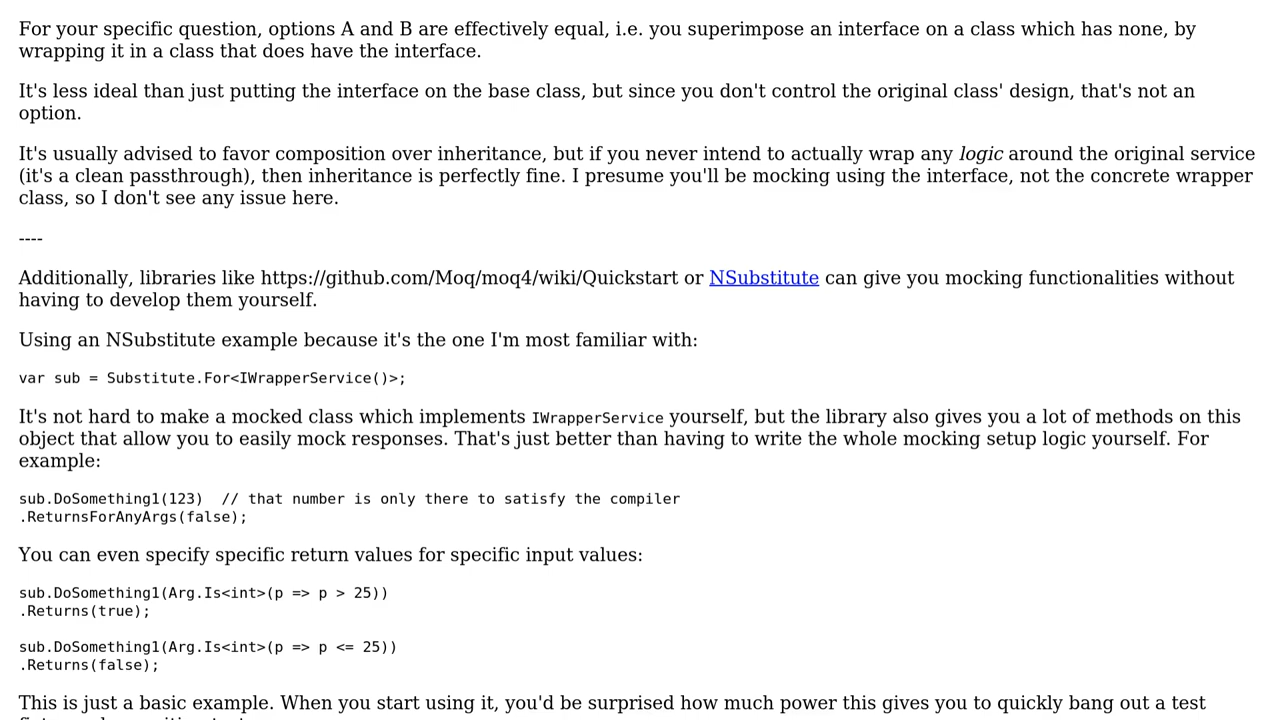 For your specific question, options A and B are effectively equal, i.e. you superimpose an interface on a class which has none, by
wrapping it in a class that does have the interface.
It's less ideal than just putting the interface on the base class, but since you don't control the original class' design, that's not an
option.
It's usually advised to favor composition over inheritance, but if you never intend to actually wrap any logic around the original service
(it's a clean passthrough), then inheritance is perfectly fine. I presume you'll be mocking using the interface, not the concrete wrapper
class, so I don't see any issue here.
----
Additionally, libraries like https://github.com/Moq/moq4/wiki/Quickstart or NSubstitute can give you mocking functionalities without
having to develop them yourself.
Using an NSubstitute example because it's the one I'm most familiar with:
var sub = Substitute.For<IWrapperService()>;
It's not hard to make a mocked class which implements IWrapperService yourself, but the library also gives you a lot of methods on this
object that allow you to easily mock responses. That's just better than having to write the whole mocking setup logic yourself. For
example:
sub.DoSomething1(123)  // that number is only there to satisfy the compiler
.ReturnsForAnyArgs(false);
You can even specify specific return values for specific input values:
sub.DoSomething1(Arg.Is<int>(p => p > 25))
.Returns(true);
sub.DoSomething1(Arg.Is<int>(p => p <= 25))
.Returns(false);
This is just a basic example. When you start using it, you'd be surprised how much power this gives you to quickly bang out a test